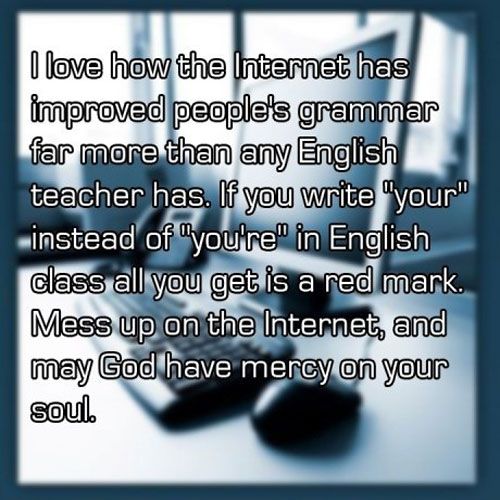 I love how the Internet has
improved people's grammar
far more than any English
teacher has. If you write "your"
instead of "you're" in English
class all you get is a red mark.
Mess up on the Internet, and
may God have mercy on your
soul.